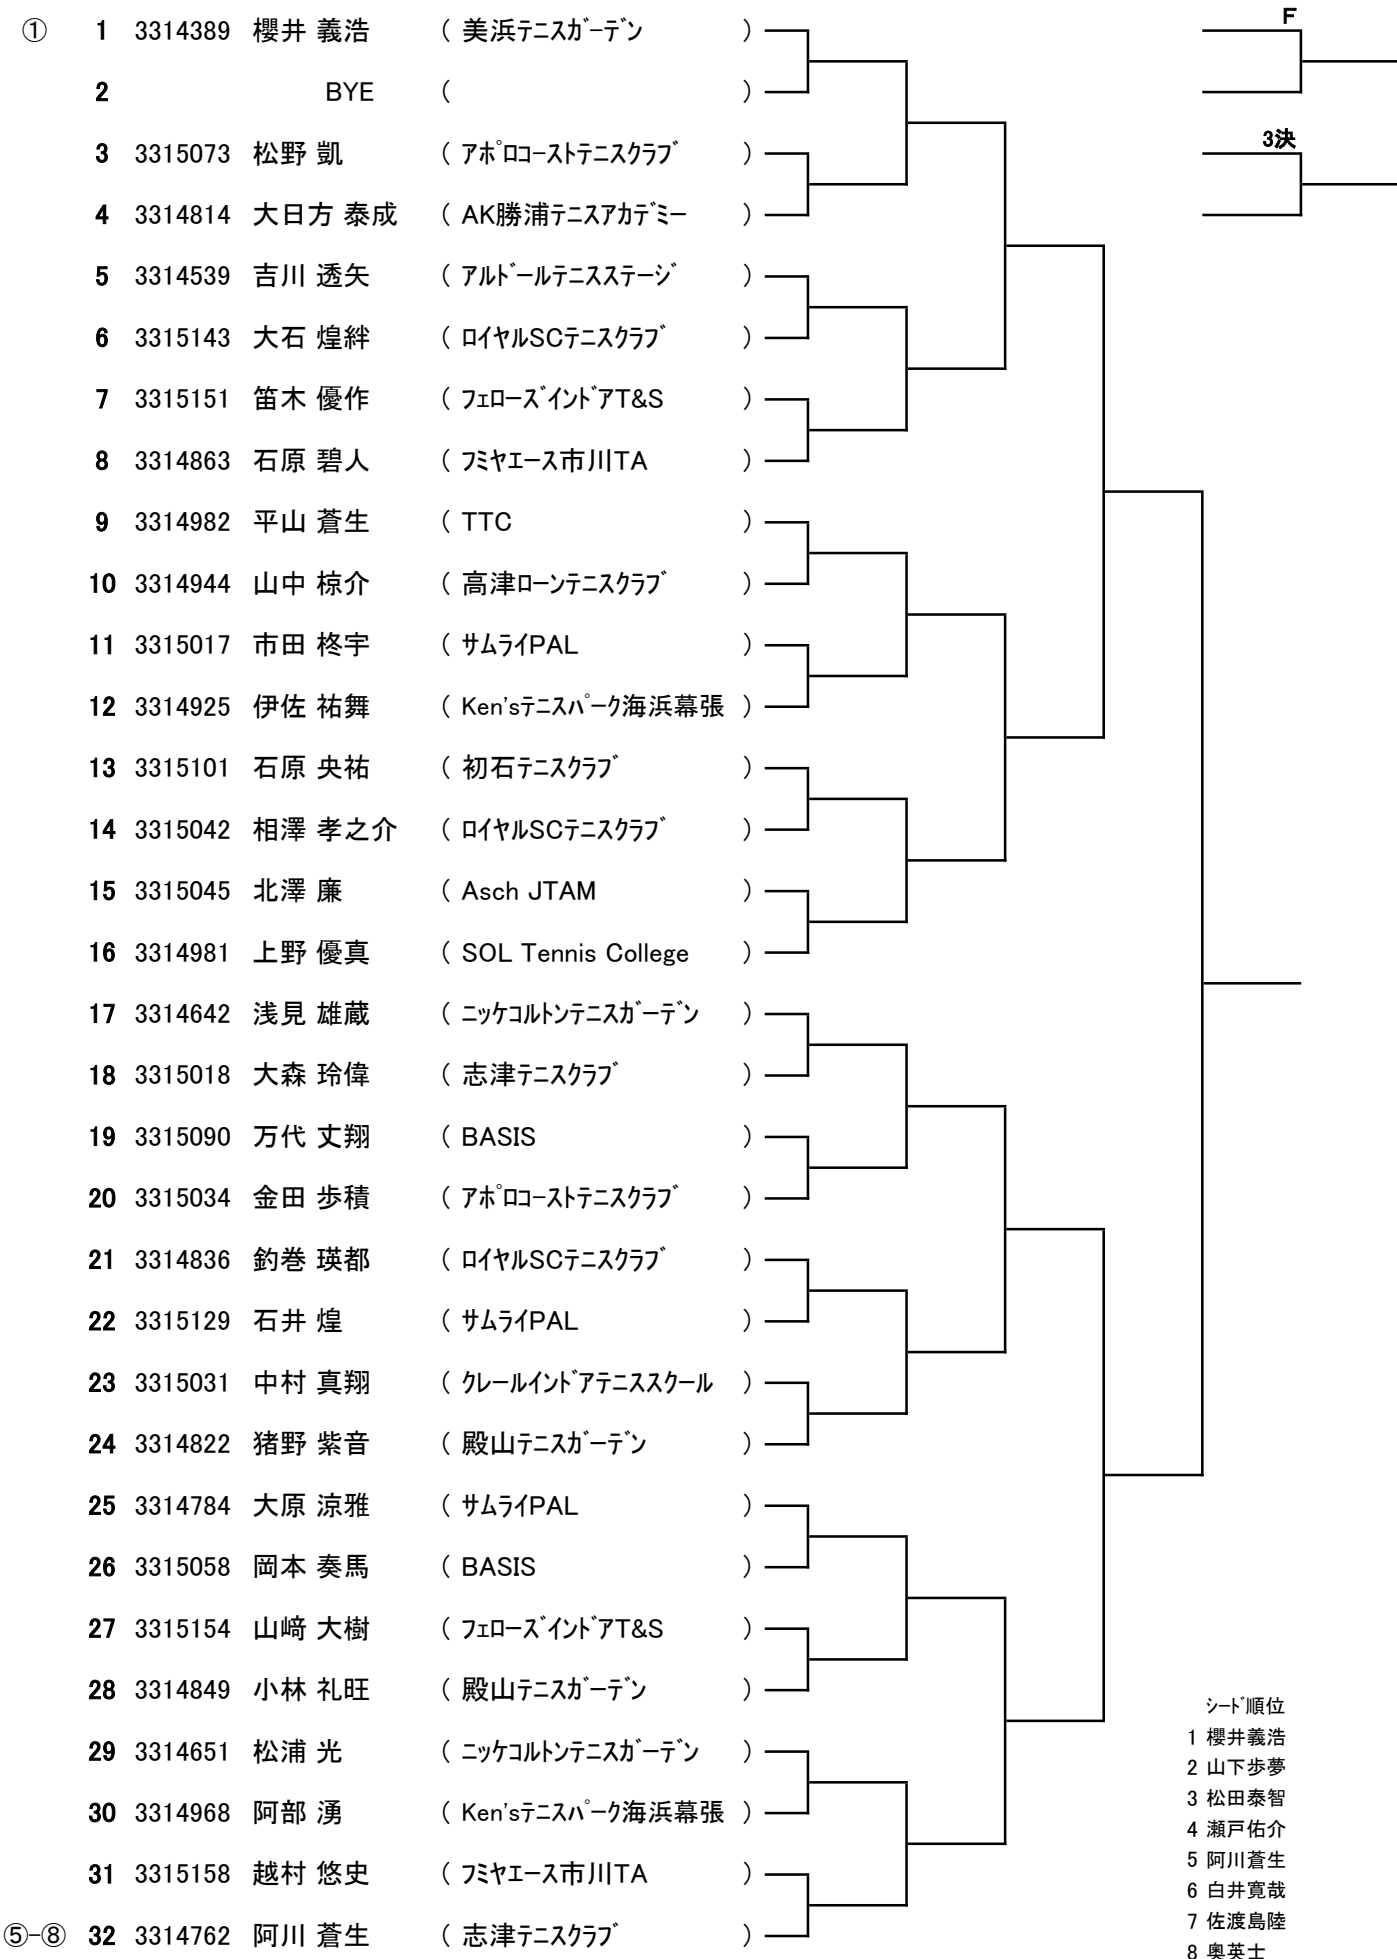 ① 1 3314389 櫻井 義浩 ( 美浜テニスガーデン )
F
2 BYE ( )
3 3315073 松野 凱 ( アポロコーストテニスクラブ )
3決
4 3314814 大日方 泰成 ( AK勝浦テニスアカデミー )
5 3314539 吉川 透矢 ( アルドールテニスステージ )
6 3315143 大石 煌絆 ( ロイヤルSCテニスクラブ )
7 3315151 笛木 優作 ( フェローズインドアT&S )
8 3314863 石原 碧人 ( フミヤエース市川TA )
9 3314982 平山 蒼生 ( TTC )
10 3314944 山中 椋介 ( 高津ローンテニスクラブ )
11 3315017 市田 柊宇 ( サムライPAL )
12 3314925 伊佐 祐舞 ( Ken'sテニスパーク海浜幕張 )
13 3315101 石原 央祐 ( 初石テニスクラブ )
14 3315042 相澤 孝之介 ( ロイヤルSCテニスクラブ )
15 3315045 北澤 廉 ( Asch JTAM )
16 3314981 上野 優真 ( SOL Tennis College )
17 3314642 浅見 雄蔵 ( ニッケコルトンテニスガーデン )
18 3315018 大森 玲偉 ( 志津テニスクラブ )
19 3315090 万代 丈翔 ( BASIS )
20 3315034 金田 歩積 ( アポロコーストテニスクラブ )
21 3314836 釣巻 瑛都 ( ロイヤルSCテニスクラブ )
22 3315129 石井 煌 ( サムライPAL )
23 3315031 中村 真翔 ( クレールインドアテニススクール )
24 3314822 猪野 紫音 ( 殿山テニスガーデン )
25 3314784 大原 涼雅 ( サムライPAL )
26 3315058 岡本 奏馬 ( BASIS )
27 3315154 山﨑 大樹 ( フェローズインドアT&S )
28 3314849 小林 礼旺 ( 殿山テニスガーデン )
29 3314651 松浦 光 ( ニッケコルトンテニスガーデン )
30 3314968 阿部 湧 ( Ken'sテニスパーク海浜幕張 )
31 3315158 越村 悠史 ( フミヤエース市川TA )
⑤-⑧ 32 3314762 阿川 蒼生 ( 志津テニスクラブ )
シード順位
1 櫻井義浩
2 山下歩夢
3 松田泰智
4 瀬戸佑介
5 阿川蒼生
6 白井寛哉
7 佐渡島陸
8 奥英士